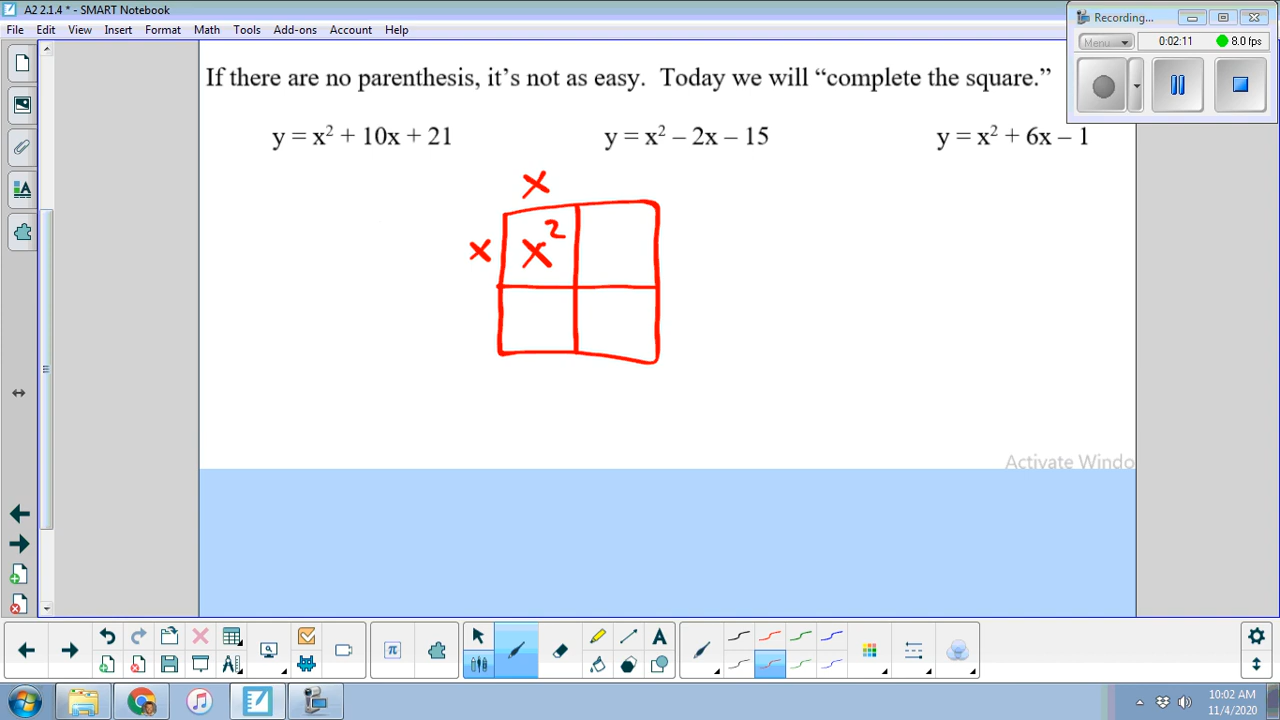 A2 2.1.4 * - SMART Notebook
Recording...
File Edit View Insert Format Math Tools Add-ons Account Help
Menu 00:02:11 8.0 fps
If there are no parenthesis, it's not as easy. Today we will “complete the square.”
y = x² + 10x + 21 y = x² – 2x – 15 y = x² + 6x – 1
x
x x²
Activate Windo
π A
10:02 AM
11/4/2020